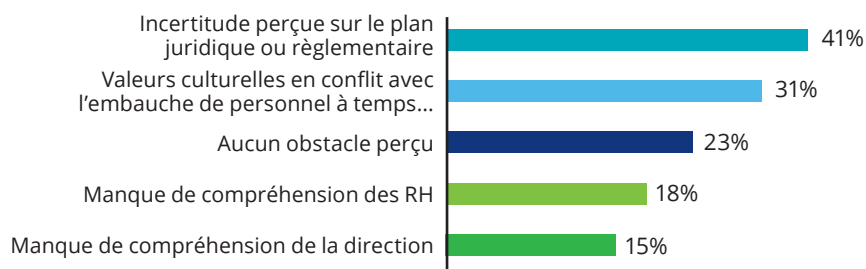 Incertitude perçue sur le plan
juridique ou règlementaire
41%
Valeurs culturelles en conflit avec
l'embauche de personnel à temps...
31%
Aucun obstacle perçu
23%
Manque de compréhension des RH
18%
Manque de compréhension de la direction
15%